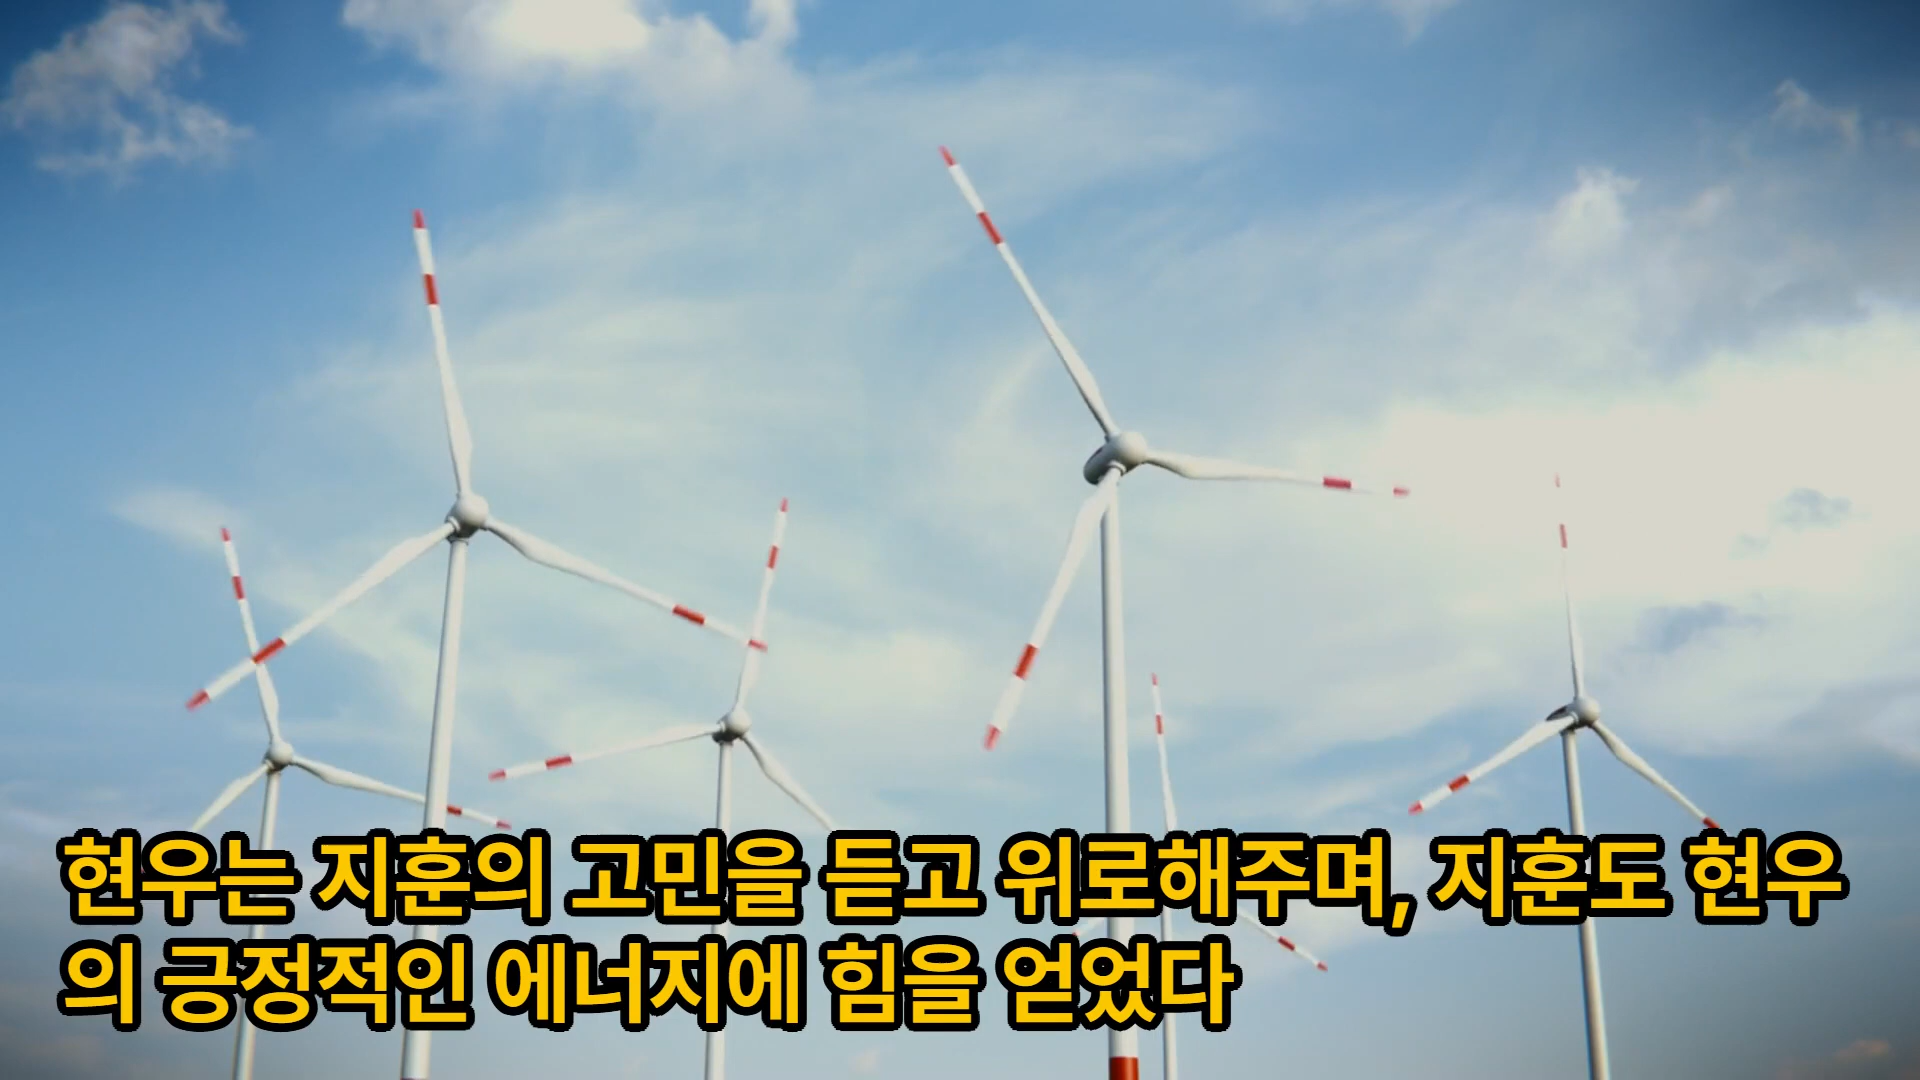 현우는 지훈의 고민을 듣고 위로해주며, 지훈도 현우
의 긍정적인 에너지에 힘을 얻었다